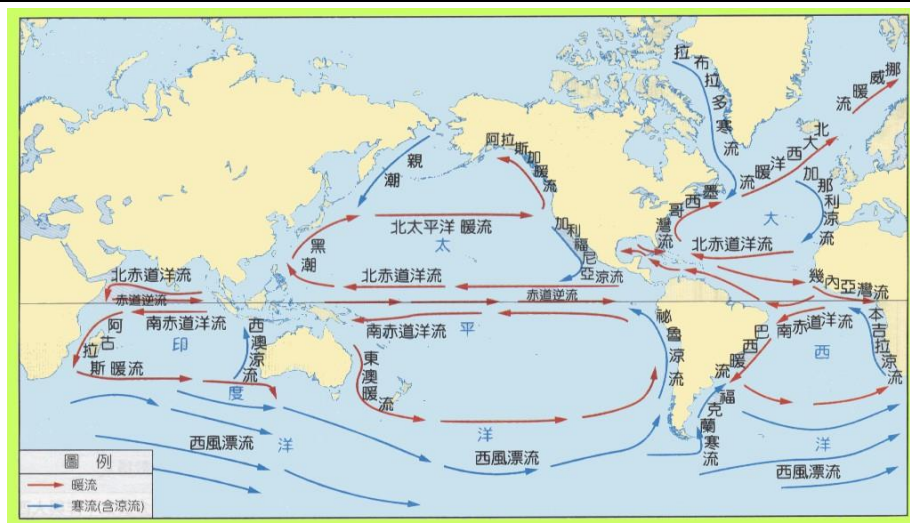 拉布拉多寒流
挪威暖流
北大西洋暖流
墨西哥灣流
加那利涼流
大
北赤道洋流
幾內亞灣流
親潮
阿拉斯加暖流
北太平洋 暖流
太
加利福尼亞涼流
黑潮
北赤道洋流
赤道逆流
北赤道洋流
赤道逆流
南赤道洋流
印
阿古拉斯暖流
西澳涼流
度
南赤道洋流
平
東澳暖流
祕魯涼流
巴西暖流
南赤道洋流
西
本吉拉涼流
福克蘭寒流
洋
西風漂流
洋
西風漂流
洋
西風漂流
圖 例
暖流
寒流(含涼流)